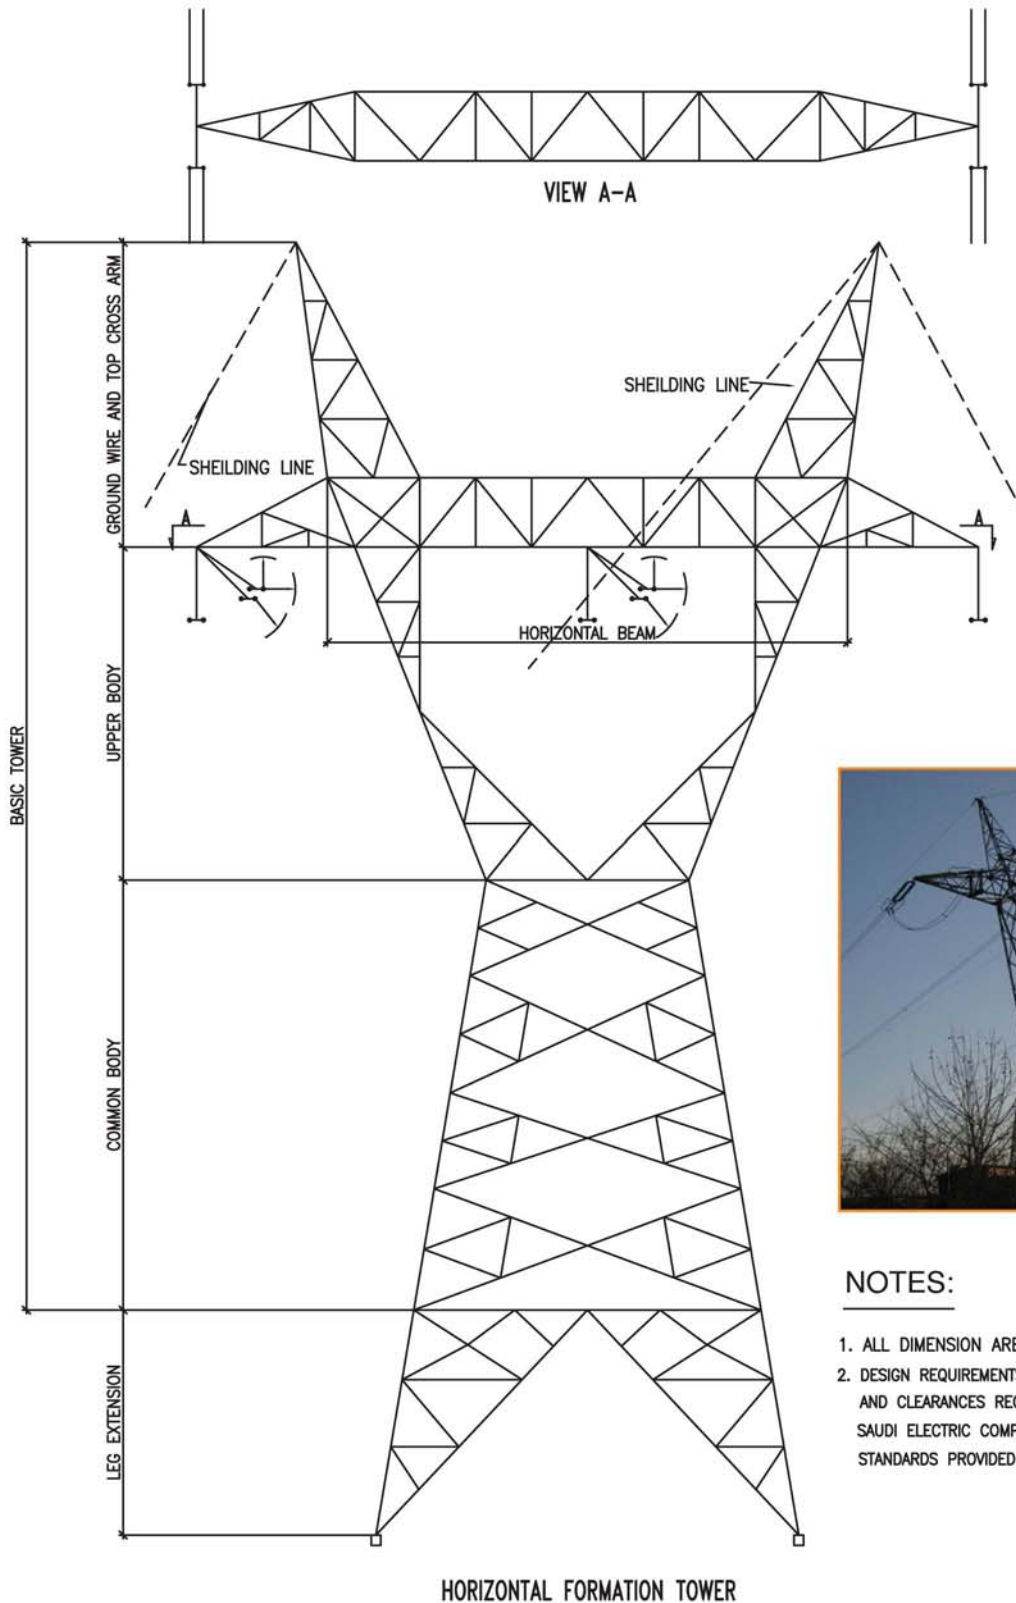 VIEW A-A
GROUND WIRE AND TOP CROSS ARM
SHEILDING LINE
SHEILDING LINE
A
A
HORIZONTAL BEAM
UPPER BODY
BASIC TOWER
COMMON BODY
LEG EXTENSION
NOTES:
1. ALL DIMENSION ARE
2. DESIGN REQUIREMENTS
AND CLEARANCES
SAUDI ELECTRIC
STANDARDS PROVIDED
HORIZONTAL FORMATION TOWER